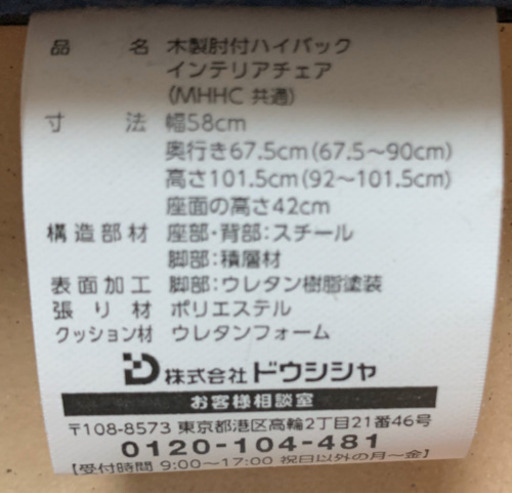 品名 木製肘付ハイバック
インテリアチェア
(MHHC 共通)
寸法 幅58cm
奥行き67.5cm(67.5～90cm)
高さ101.5cm(92～101.5cm)
座面の高さ42cm
構造部材 座部・背部:スチール
脚部:積層材
表面加工 脚部:ウレタン樹脂塗装
張り材 ポリエステル
クッション材 ウレタンフォーム
株式会社ドウシシャ
お客様相談室
〒108-8573 東京都港区高輪2丁目21番46号
0120-104-481
【受付時間 9:00～17:00 祝日以外の月～金】